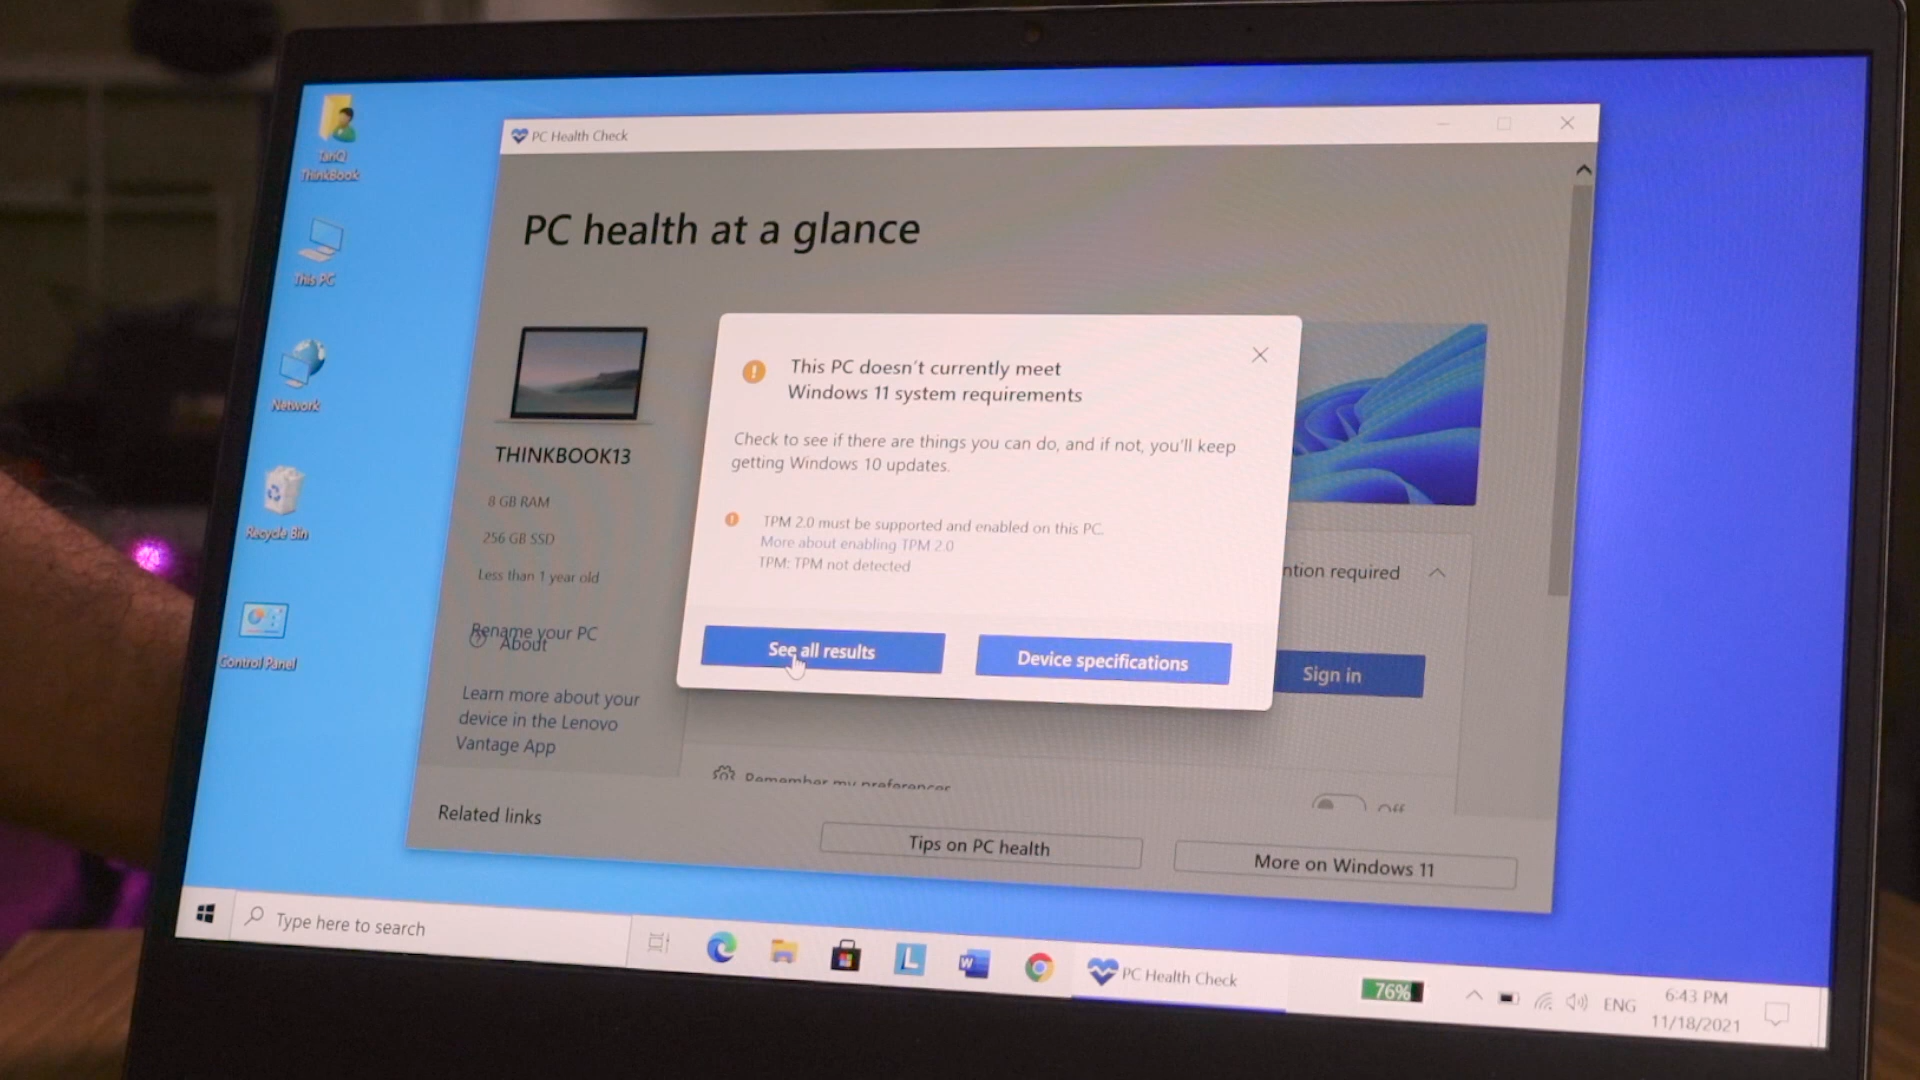 TariQ
ThinkBook
This PC
Network
Recycle Bin
Control Panel
PC Health Check
PC health at a glance
THINKBOOK13
8 GB RAM
256 GB SSD
Less than 1 year old
Rename your PC
About
Learn more about your
device in the Lenovo
Vantage App
This PC doesn't currently meet
Windows 11 system requirements
Check to see if there are things you can do, and if not, you'll keep
getting Windows 10 updates.
TPM 2.0 must be supported and enabled on this PC.
More about enabling TPM 2.0
TPM: TPM not detected
See all results
Device specifications
ntion required
Sign in
Remember my preferences
Off
Related links
Tips on PC health
More on Windows 11
Type here to search
L
W
PC Health Check
76%
ENG
6:43 PM
11/18/2021